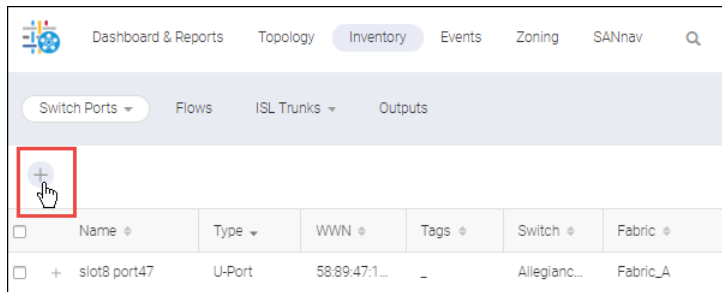 Dashboard & Reports Topology Inventory Events Zoning SANnav
Switch Ports Flows ISL Trunks Outputs
+
Name Type WWN Tags Switch Fabric
+ slot8 port47 U-Port 58:89:47:1... _ Allegianc... Fabric_A